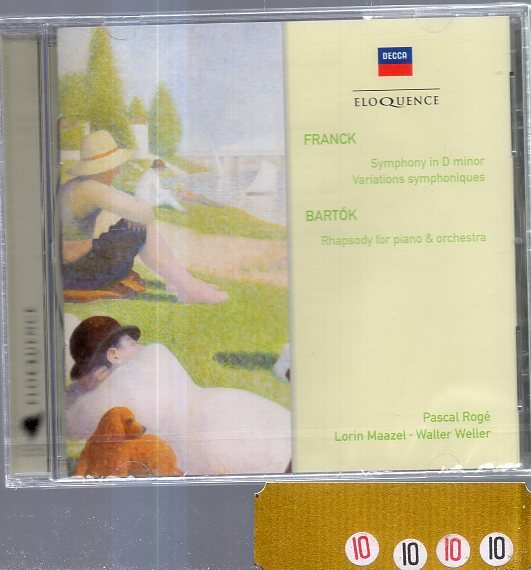 DECCA
ELOQUENCE
FRANCK
Symphony in D minor
Variations symphoniques
BARTÓK
Rhapsody for piano & orchestra
Pascal Rogé
Lorin Maazel · Walter Weller
ELOQUENCE
10 10 10 10